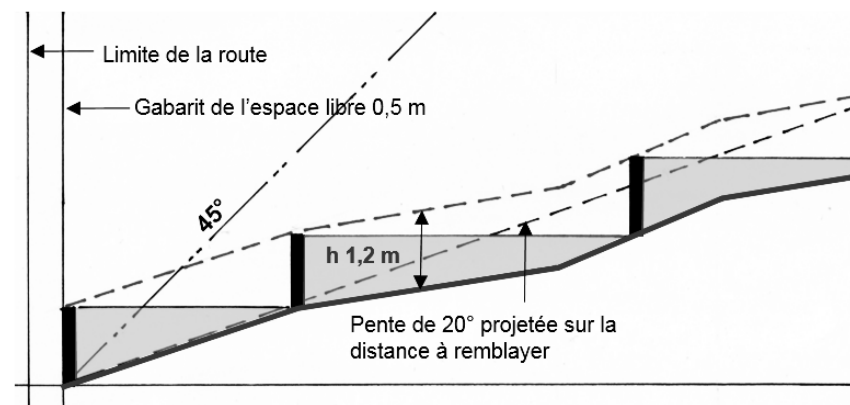 Limite de la route
Gabarit de l'espace libre 0,5 m
45°
h 1,2 m
Pente de 20° projetée sur la
distance à remblayer